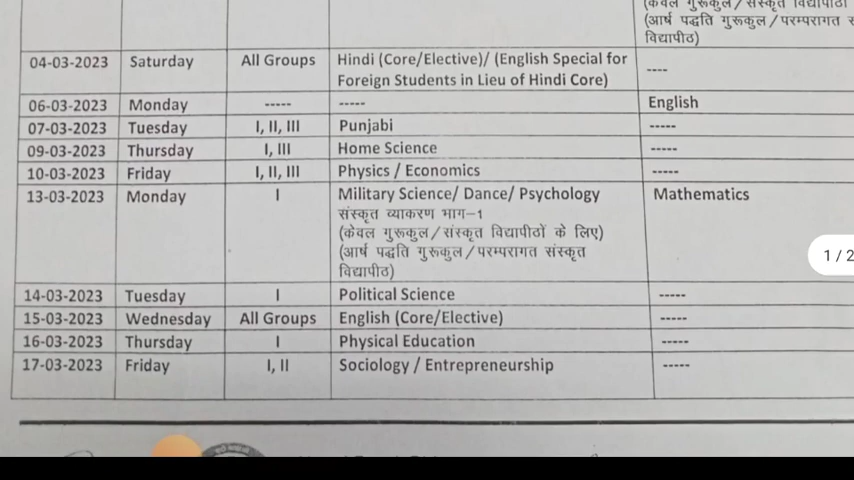 (केवल गुरूकुल/संस्कृत विद्यापीठों
(आर्ष पद्धति गुरूकुल/परम्परागत स
विद्यापीठ)
04-03-2023 Saturday All Groups Hindi (Core/Elective)/ (English Special for ----
Foreign Students in Lieu of Hindi Core)
06-03-2023 Monday ----- ----- English
07-03-2023 Tuesday I, II, III Punjabi -----
09-03-2023 Thursday I, III Home Science -----
10-03-2023 Friday I, II, III Physics / Economics -----
13-03-2023 Monday I Military Science/ Dance/ Psychology Mathematics
संस्कृत व्याकरण भाग-1
(केवल गुरूकुल/संस्कृत विद्यापीठों के लिए)
(आर्ष पद्धति गुरूकुल/परम्परागत संस्कृत
विद्यापीठ)
1/2
14-03-2023 Tuesday I Political Science -----
15-03-2023 Wednesday All Groups English (Core/Elective) -----
16-03-2023 Thursday I Physical Education -----
17-03-2023 Friday I, II Sociology / Entrepreneurship -----